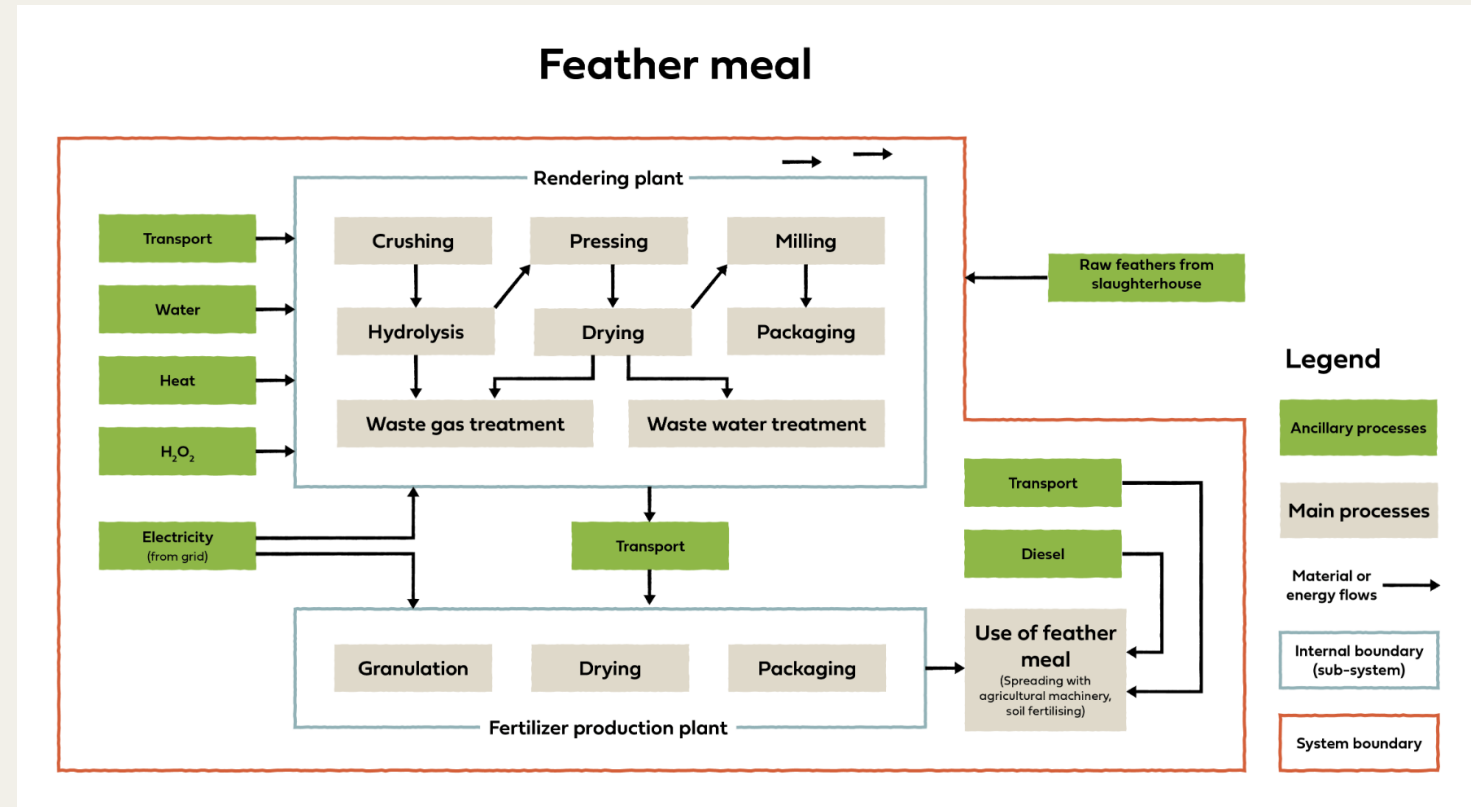 Feather meal
Rendering plant
Transport
Crushing
Pressing
Milling
Raw feathers from
slaughterhouse
Water
Hydrolysis
Drying
Packaging
Heat
Waste gas treatment
Waste water treatment
H₂O₂
Electricity
(from grid)
Transport
Transport
Diesel
Granulation
Drying
Packaging
Fertilizer production plant
Use of feather
meal
(Spreading with
agricultural machinery,
soil fertilising)
Legend
Ancillary processes
Main processes
Material or
energy flows
Internal boundary
(sub-system)
System boundary